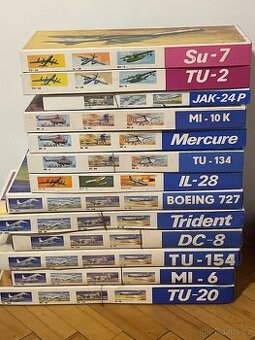 Su-7
TU-2
JAK-24P
MI-10K
Mercure
TU-134
IL-28
BOEING 727
Trident
DC-8
TU-154
MI-6
TU-20